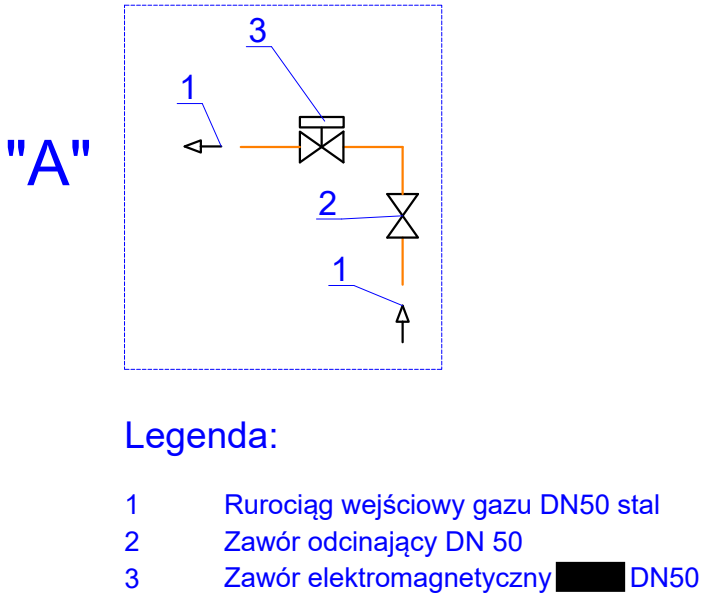 3
1
"A"
2
1
Legenda:
1 Rurociąg wejściowy gazu DN50 stal
2 Zawór odcinający DN 50
3 Zawór elektromagnetyczny DN50